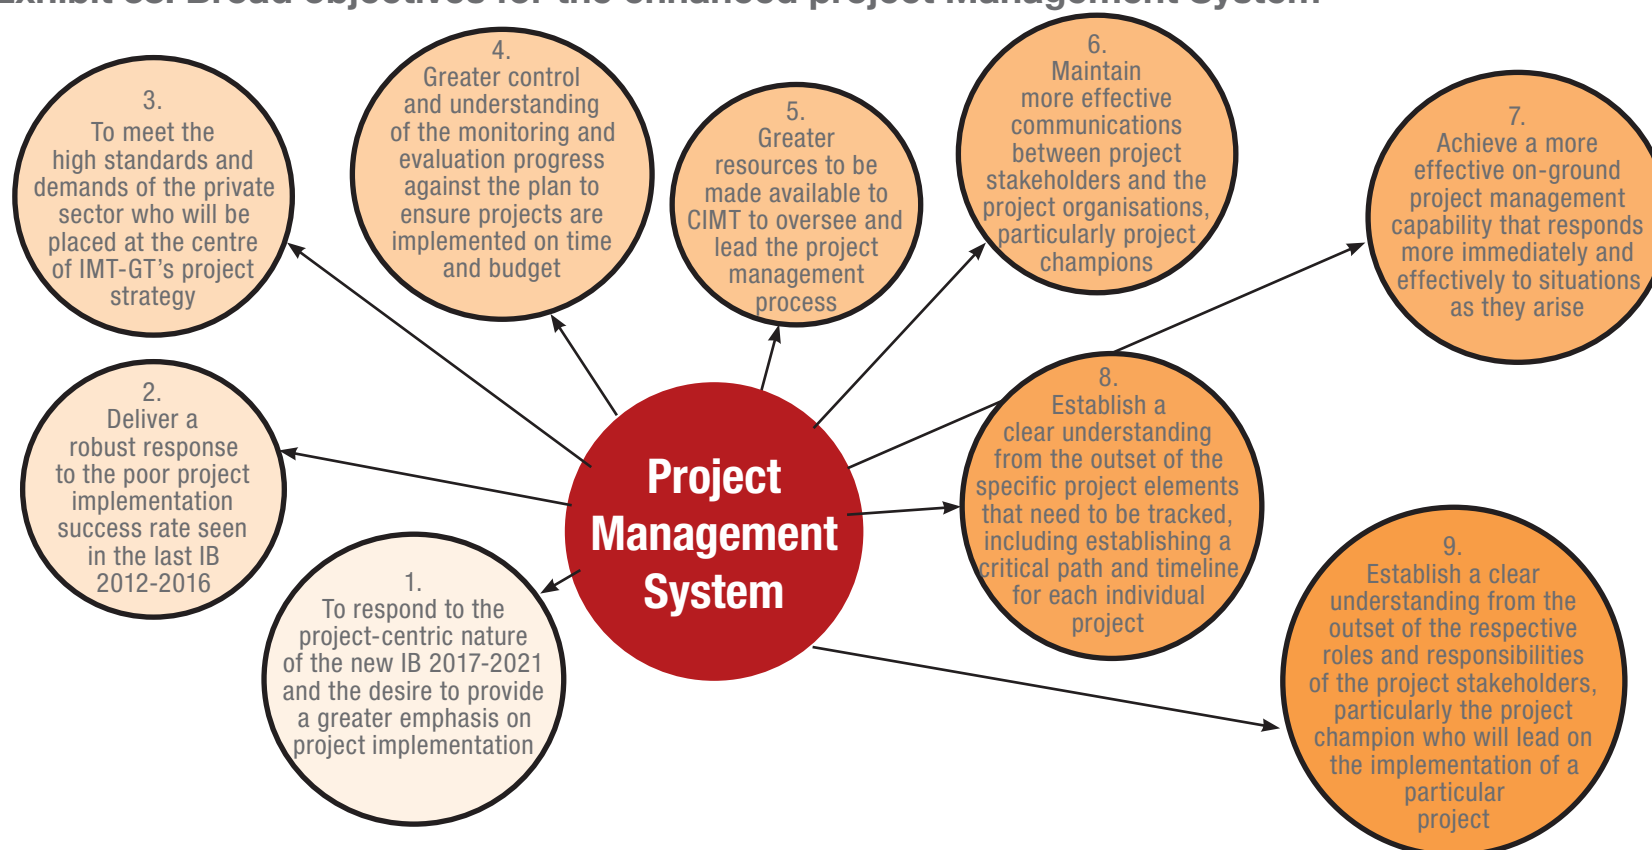 Broad objectives for the enhanced project Management System
3.
To meet the
high standards and
demands of the private
sector who will be
placed at the centre
of IMT-GT’s project
strategy
4.
Greater control
and understanding
of the monitoring and
evaluation progress
against the plan to
ensure projects are
implemented on time
and budget
5.
Greater
resources to be
made available to
CIMT to oversee and
lead the project
management
process
6.
Maintain
more effective
communications
between project
stakeholders and the
project organisations,
particularly project
champions
7.
Achieve a more
effective on-ground
project management
capability that responds
more immediately and
effectively to situations
as they arise
2.
Deliver a
robust response
to the poor project
implementation
success rate seen
in the last IB
2012-2016
Project
Management
System
8.
Establish a
clear understanding
from the outset of the
specific project elements
that need to be tracked,
including establishing a
critical path and timeline
for each individual
project
1.
To respond to the
project-centric nature
of the new IB 2017-2021
and the desire to provide
a greater emphasis on
project implementation
9.
Establish a clear
understanding from the
outset of the respective
roles and responsibilities
of the project stakeholders,
particularly the project
champion who will lead on
the implementation of a
particular
project